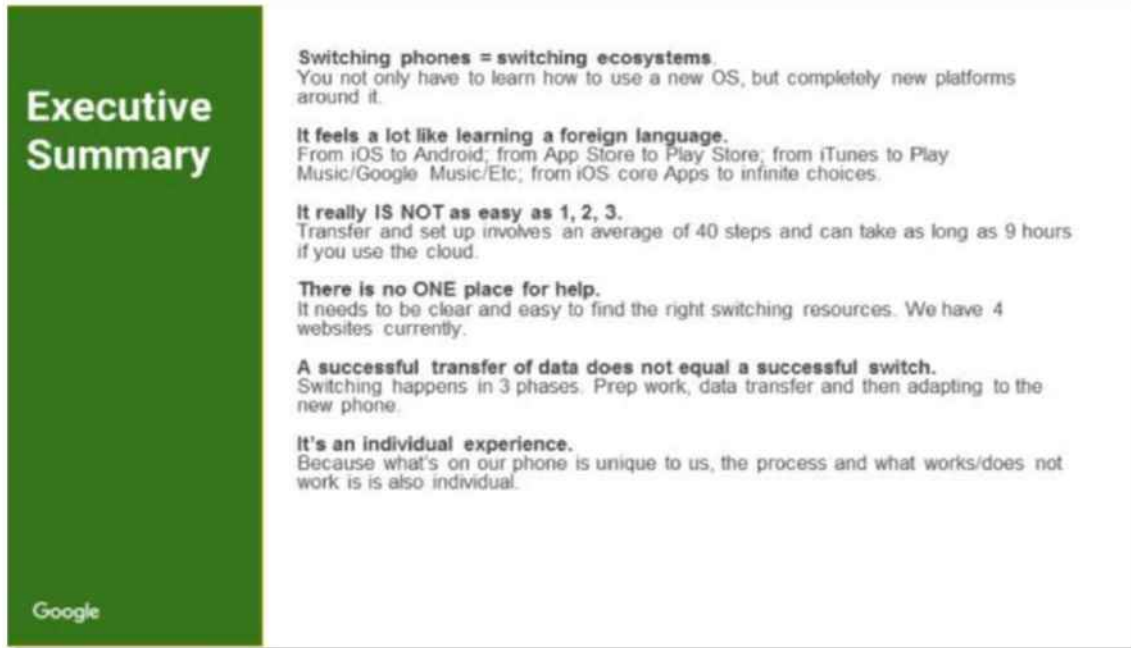 Executive
Summary
Switching phones = switching ecosystems.
You not only have to learn how to use a new OS, but completely new platforms
around it.
It feels a lot like learning a foreign language.
From iOS to Android; from App Store to Play Store; from iTunes to Play
Music/Google Music/Etc; from iOS core Apps to infinite choices.
It really IS NOT as easy as 1, 2, 3.
Transfer and set up involves an average of 40 steps and can take as long as 9 hours
if you use the cloud.
There is no ONE place for help.
It needs to be clear and easy to find the right switching resources. We have 4
websites currently.
A successful transfer of data does not equal a successful switch.
Switching happens in 3 phases. Prep work, data transfer and then adapting to the
new phone.
It's an individual experience.
Because what's on our phone is unique to us, the process and what works/does not
work is is also individual.
Google